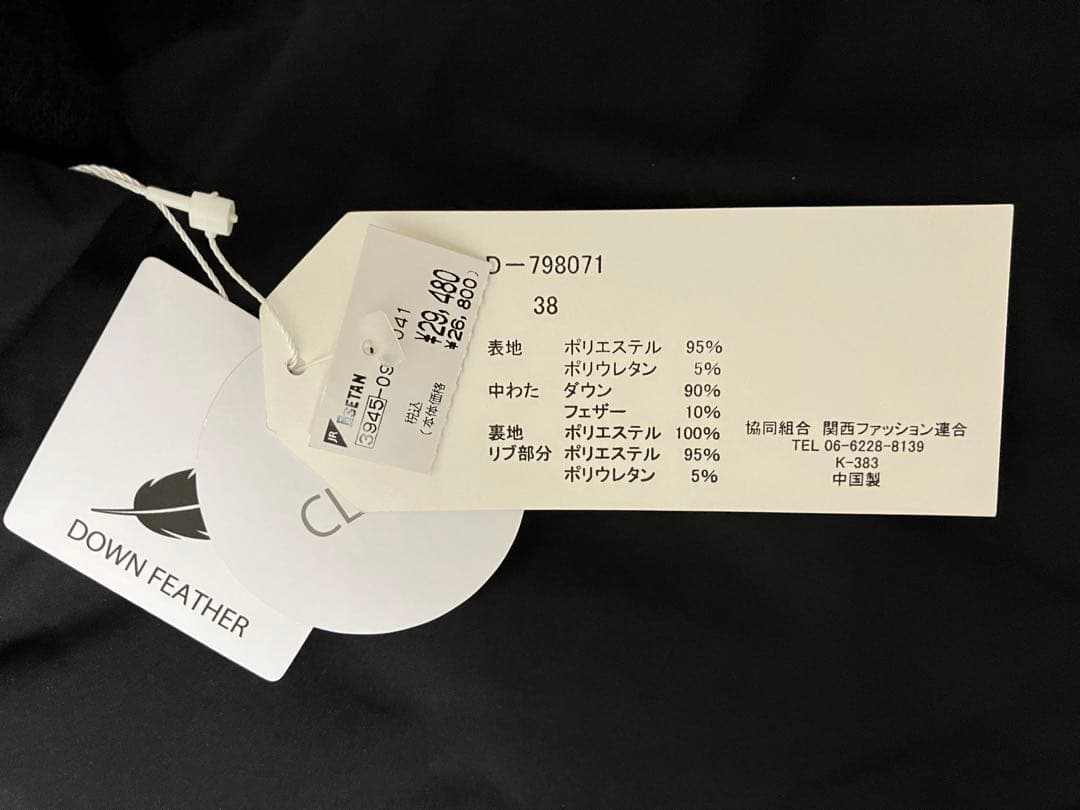 D-798071
38
表地 ポリエステル 95%
ポリウレタン 5%
中わた ダウン 90%
フェザー 10%
裏地 ポリエステル 100%
リブ部分 ポリエステル 95%
ポリウレタン 5%
協同組合 関西ファッション連合
TEL 06-6228-8139
K-383
中国製
JR ISETAN
3945-09
041
税込 ¥29,480
(本体価格 ¥26,800)
CL
DOWN FEATHER